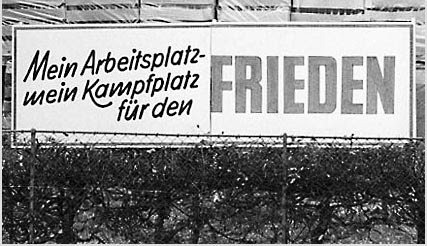 Mein Arbeitsplatz-
mein Kampfplatz
für den
FRIEDEN